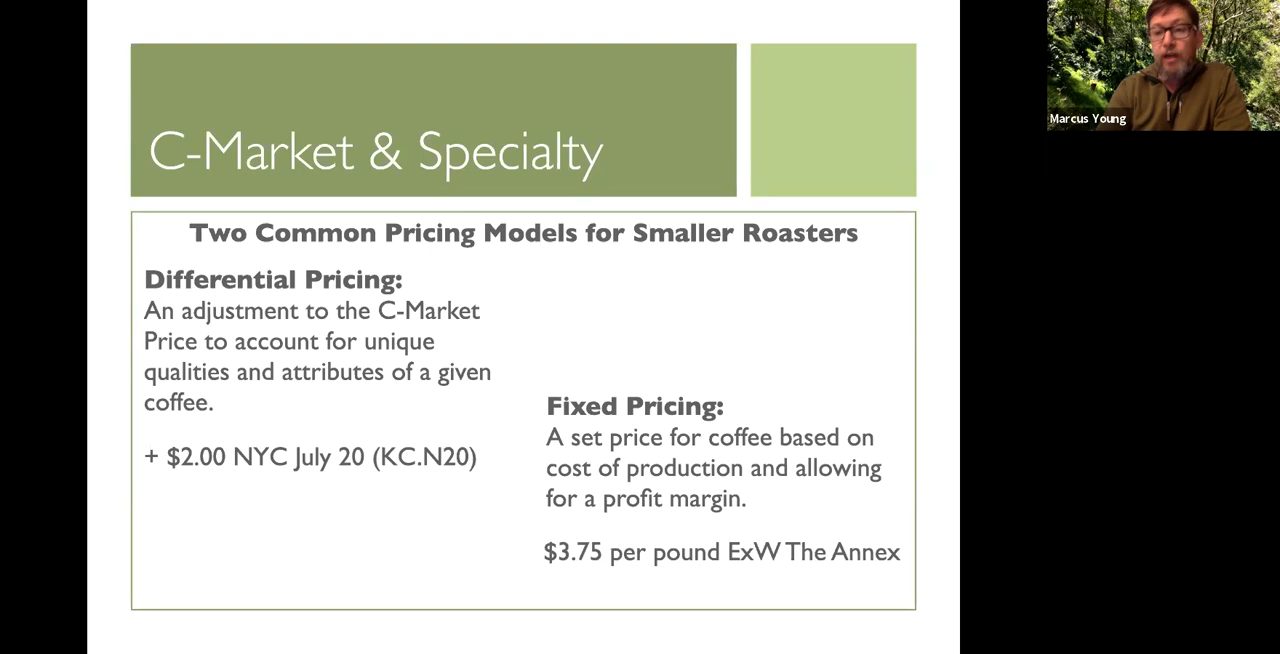 C-Market & Specialty
Two Common Pricing Models for Smaller Roasters
Differential Pricing:
An adjustment to the C-Market
Price to account for unique
qualities and attributes of a given
coffee.
+ $2.00 NYC July 20 (KC.N20)
Fixed Pricing:
A set price for coffee based on
cost of production and allowing
for a profit margin.
$3.75 per pound ExW The Annex
Marcus Young